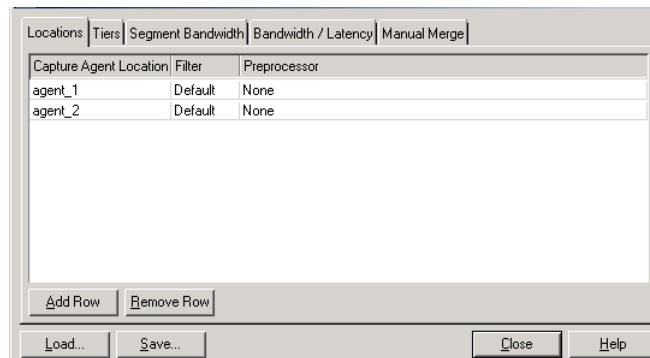 Locations Tiers Segment Bandwidth Bandwidth / Latency Manual Merge
Capture Agent Location Filter Preprocessor
agent_1 Default None
agent_2 Default None
Add Row Remove Row
Load... Save... Close Help